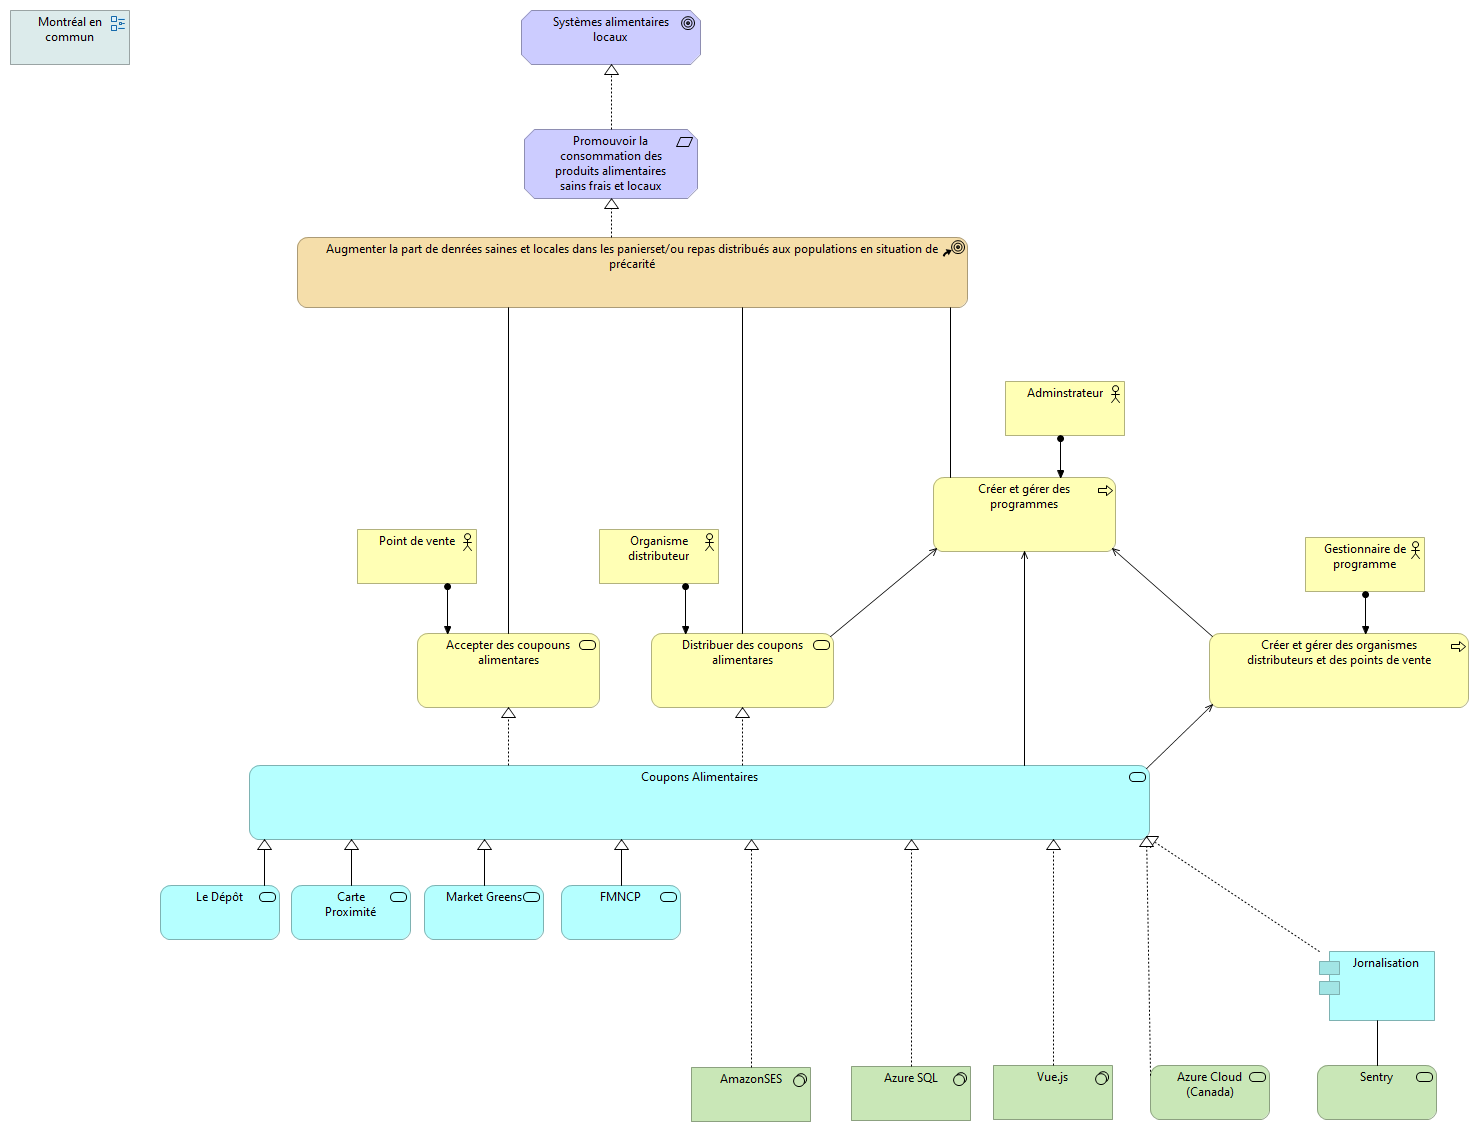 Montréal en
commun
Systèmes alimentaires
locaux
Promouvoir la
consommation des
produits alimentaires
sains frais et locaux
Augmenter la part de denrées saines et locales dans les panierset/ou repas distribués aux populations en situation de
précarité
Adminstrateur
Créer et gérer des
programmes
Point de vente
Organisme
distributeur
Gestionnaire de
programme
Accepter des coupouns
alimentares
Distribuer des coupons
alimentares
Créer et gérer des organismes
distributeurs et des points de vente
Coupons Alimentaires
Le Dépôt
Carte
Proximité
Market Greens
FMNCP
Jornalisation
AmazonSES
Azure SQL
Vue.js
Azure Cloud
(Canada)
Sentry